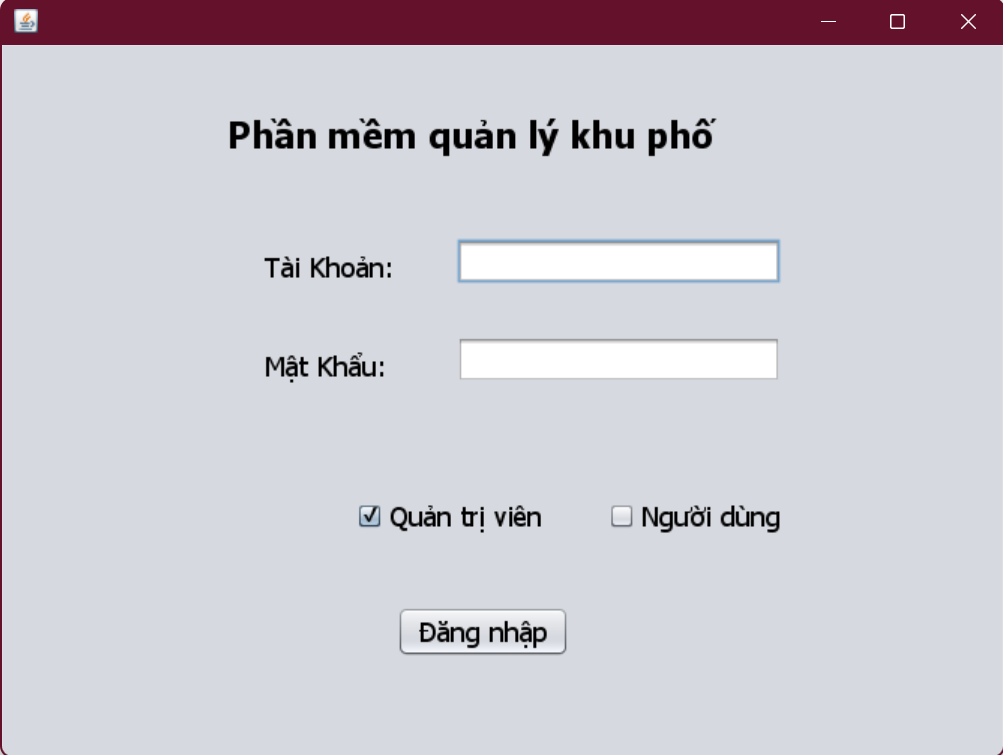 Phần mềm quản lý khu phố
Tài Khoản:
Mật Khẩu:
Quản trị viên
Người dùng
Đăng nhập